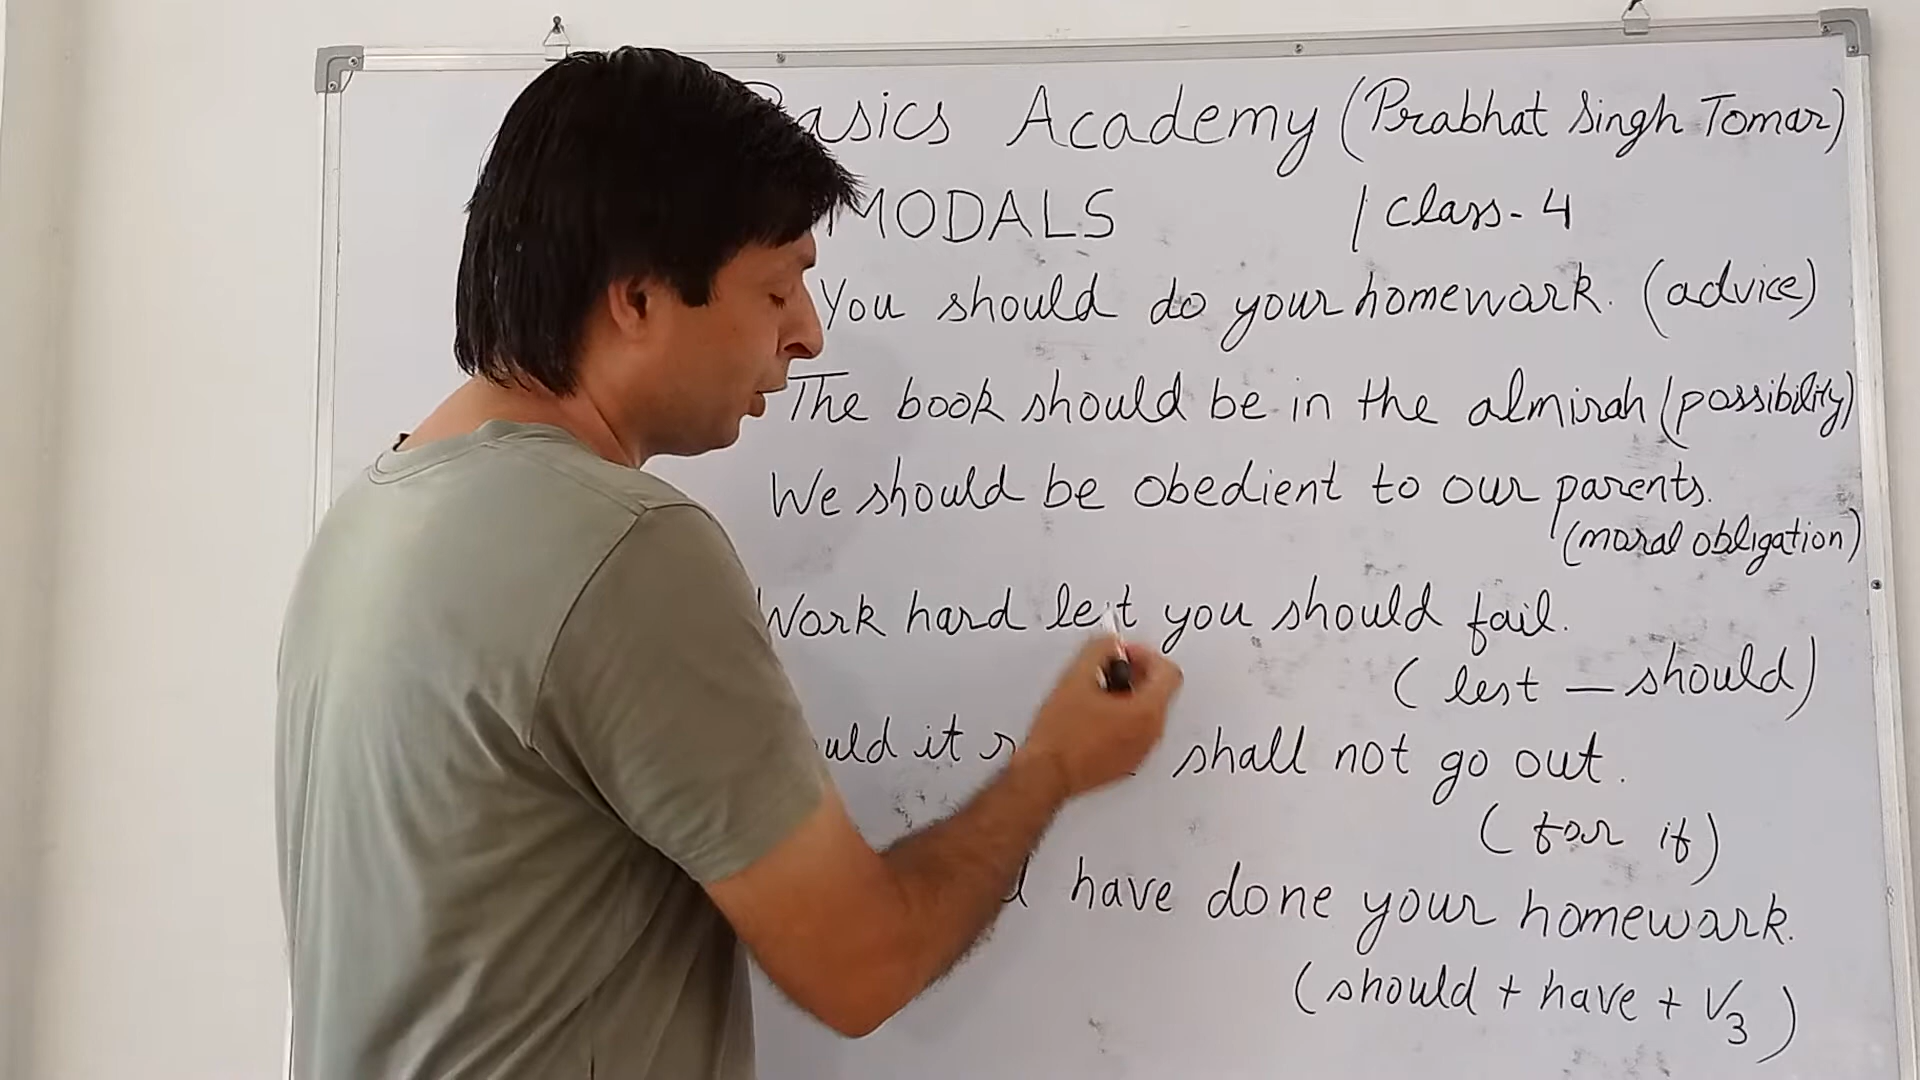 Basics Academy (Prabhat Singh Tomar)
MODALS / class-4
You should do your homework. (advice)
The book should be in the almirah (possibility)
We should be obedient to our parents.
(moral obligation)
Work hard lest you should fail.
(lest — should)
it shall not go out.
(for if)
have done your homework.
(should + have + V3)